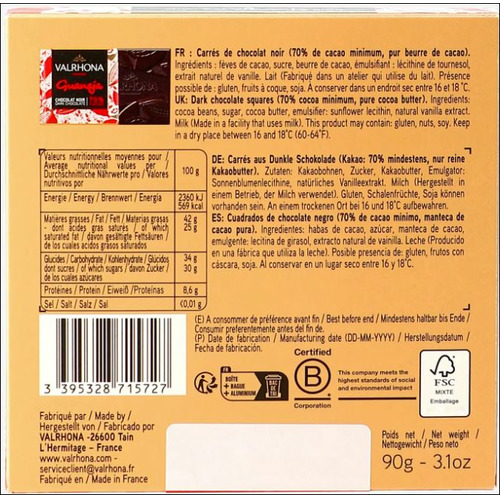 VALRHONA
Guanaja
CHOCOLAT NOIR
DARK CHOCOLATE
70%
FR : Carrés de chocolat noir (70% de cacao minimum, pur beurre de cacao).
Ingrédients : fèves de cacao, sucre, beurre de cacao, émulsifiant : lécithine de tournesol,
extrait naturel de vanille. Lait (Fabriqué dans un atelier qui utilise du lait). Présence
possible : gluten, fruits à coque, soja. A conserver dans un endroit sec entre 16 et 18°C.
UK: Dark chocolate squares (70% cocoa minimum, pure cocoa butter). Ingredients:
cocoa beans, sugar, cocoa butter, emulsifier: sunflower lecithin, natural vanilla extract.
Milk (Made in a facility that uses milk). This product may contain: gluten, nuts, soy. Keep
in a dry place between 16 and 18°C (60-64°F).
Valeurs nutritionnelles moyennes pour /
Average nutritional values per /
Durchschnittliche Nährwerte pro / Valores
nutritivos por
100 g
Energie / Energy / Brennwert / Energía
2360 kJ
569 kcal
Matières grasses / Fat / Fett / Materias grasas
- dont acides gras saturés / of which
saturated fat / davon gesättigte Fettsäuren /
de los cuales ácidos grasos saturados
42 g
25 g
Glucides / Carbohydrate / Kohlenhydrate / Glúcidos
dont sucres / of which sugars / davon Zucker /
de los cuales azúcares
34 g
30 g
Protéines / Protein / Eiweiß /Proteínas
8,6 g
Sel / Salt / Salz / Sal
<0,01 g
DE: Carrés aus Dunkle Schokolade (Kakao: 70% mindestens, nur reine
Kakaobutter). Zutaten: Kakaobohnen, Zucker, Kakaobutter, Emulgator:
Sonnenblumenlecithine, natürliches Vanilleextrakt. Milch (Hergestellt in
einem Betrieb, der Milch verwendet). Gluten, Schalenfrüchte, Soja können
vorhanden sein. An einem trockenen Ort bei 16 und 18°C aufbewahren.
ES: Cuadrados de chocolate negro (70% de cacao mínimo, manteca de
cacao pura). Ingredientes: habas de cacao, azúcar, manteca de cacao,
emulgente: lecitina de girasol, extracto natural de vainilla. Leche (Producido en
una fábrica que utiliza la leche). Posible presencia de: gluten, frutos con
cáscara, soja. Al conservar en un lugar seco entre 16 y 18°C.
(E) A consommer de préférence avant fin / Best before end / Mindestens haltbar bis Ende /
Consumir preferentemente antes del fin del.
(P) Date de fabrication / Manufacturing date (DD-MM-YYYY) / Herstellungsdatum /
Fecha de fabricación.
3 395328 715727
FR
BOÎTE
+ BAGUE
+ ALUMINIUM
BAC DE
TRI
Certified
B
Corporation
This company meets the
highest standards of social
and environmental impact
FSC
MIXTE
Emballage
Fabriqué par / Made by /
Hergestellt von / Fabricado por
VALRHONA -26600 Tain
L'Hermitage - France
www.valrhona.com -
serviceclient@valrhona.com
Fabriqué en / Made in France
Poids net / Net weight /
Nettogewicht / Peso neto
90g - 3.1oz